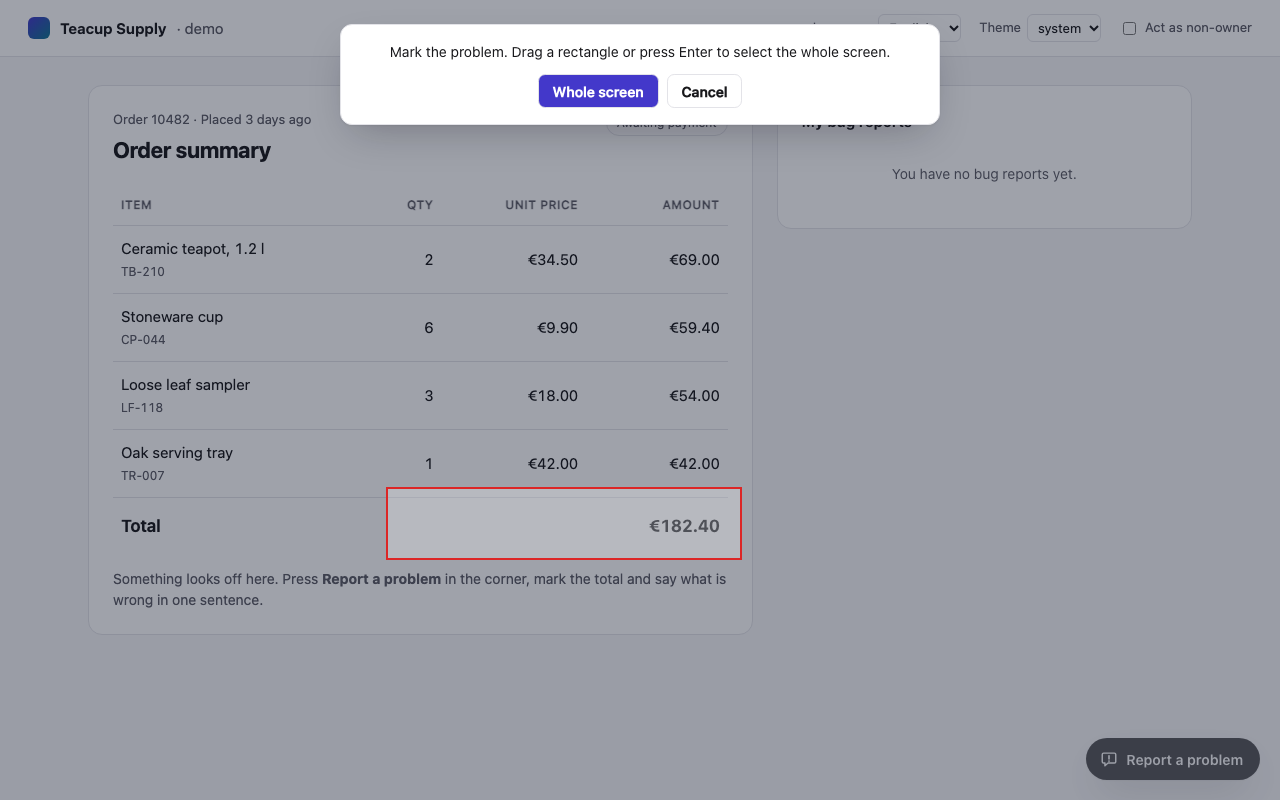 Teacup Supply · demo
Theme system Act as non-owner
Mark the problem. Drag a rectangle or press Enter to select the whole screen.
Whole screen Cancel
Order 10482 · Placed 3 days ago
Order summary
ITEM QTY UNIT PRICE AMOUNT
Ceramic teapot, 1.2 l
TB-210
2 €34.50 €69.00
Stoneware cup
CP-044
6 €9.90 €59.40
Loose leaf sampler
LF-118
3 €18.00 €54.00
Oak serving tray
TR-007
1 €42.00 €42.00
Total €182.40
Something looks off here. Press Report a problem in the corner, mark the total and say what is
wrong in one sentence.
My bug reports
You have no bug reports yet.
Report a problem